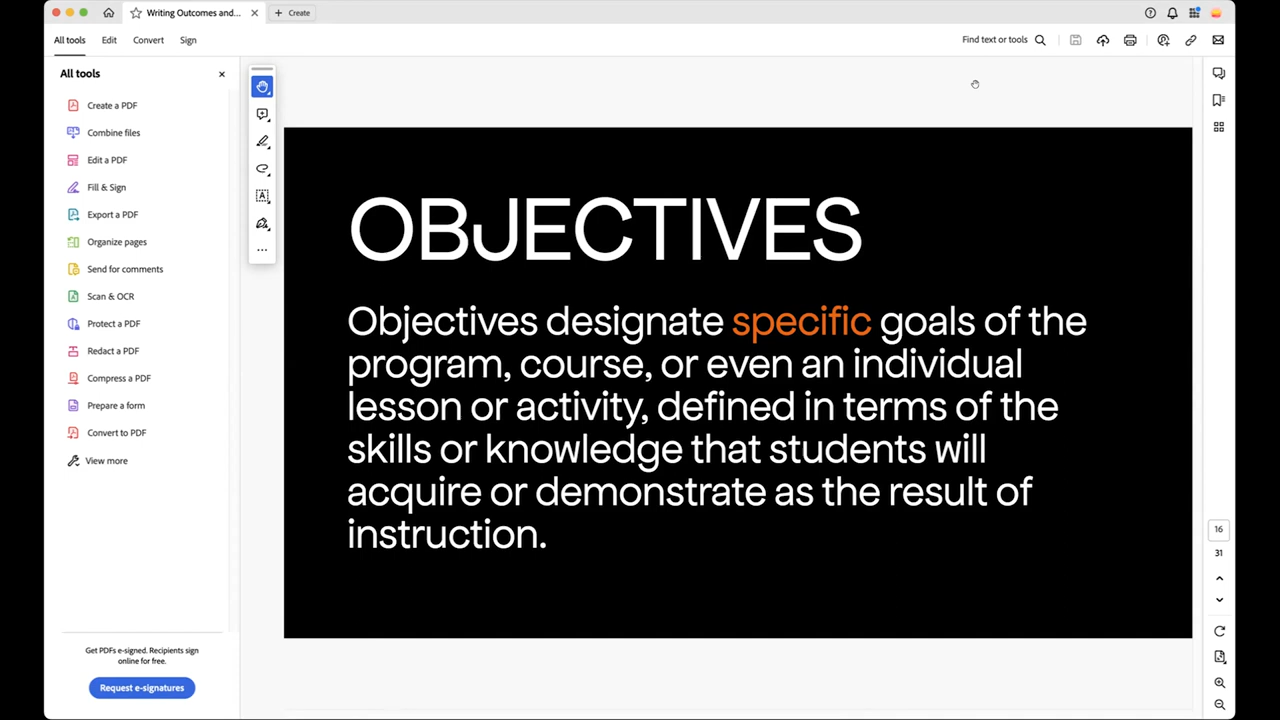 Writing Outcomes and...
Create
All tools
Edit
Convert
Sign
Find text or tools
All tools
Create a PDF
Combine files
Edit a PDF
Fill & Sign
Export a PDF
Organize pages
Send for comments
Scan & OCR
Protect a PDF
Redact a PDF
Compress a PDF
Prepare a form
Convert to PDF
View more
Get PDFs e-signed. Recipients sign
online for free.
Request e-signatures
OBJECTIVES
Objectives designate specific goals of the
program, course, or even an individual
lesson or activity, defined in terms of the
skills or knowledge that students will
acquire or demonstrate as the result of
instruction.
16
31